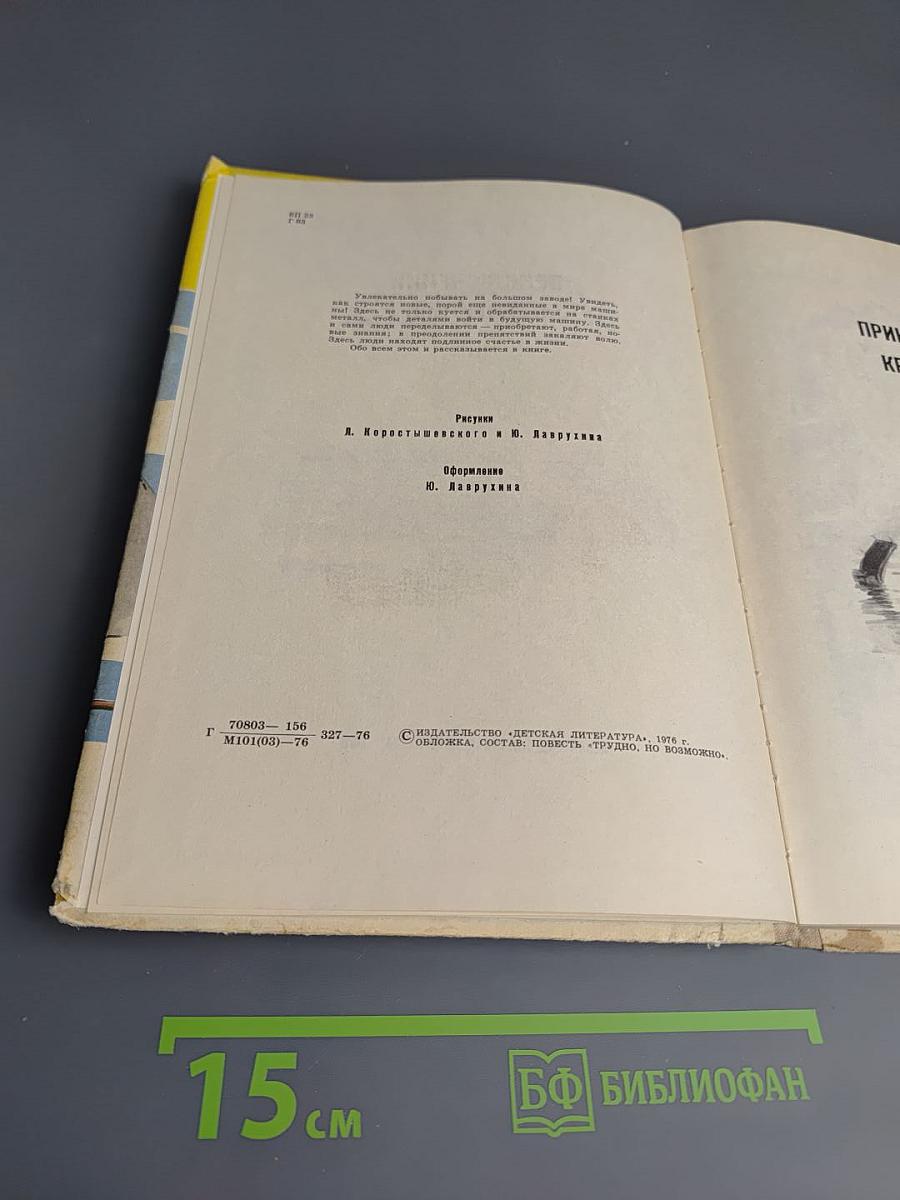 Г 88
Увлекательно побывать на большом заводе! Увидеть,
как строятся новые, порой еще невиданные в мире маши-
ны! Здесь не только куется и обрабатывается на станках
металл, чтобы деталями войти в будущую машину. Здесь
и сами люди переделываются — приобретают, работая, но-
вые знания; в преодолении препятствий закаляют волю.
Здесь люди находят подлинное счастье в жизни.
Обо всем этом и рассказывается в книге.
Рисунки
Л. Коростышевского и Ю. Лаврухина
Оформление
Ю. Лаврухина
Г 70803— 156
М101(03)—76 327—76
© ИЗДАТЕЛЬСТВО «ДЕТСКАЯ ЛИТЕРАТУРА», 1976 г.
ОБЛОЖКА, СОСТАВ: ПОВЕСТЬ «ТРУДНО, НО ВОЗМОЖНО».
15 см
БФ БИБЛИОФАН